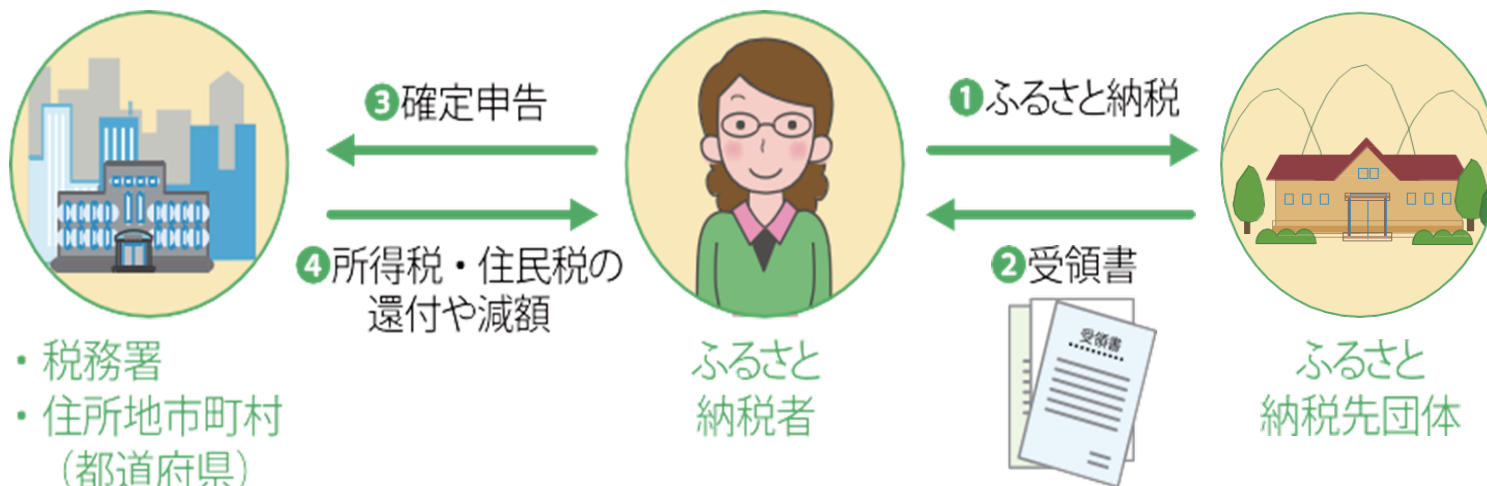 ❸確定申告
❶ふるさと納税
❹所得税・住民税の
還付や減額
❷受領書
受領書
・税務署
・住所地市町村
（都道府県）
ふるさと
納税者
ふるさと
納税先団体